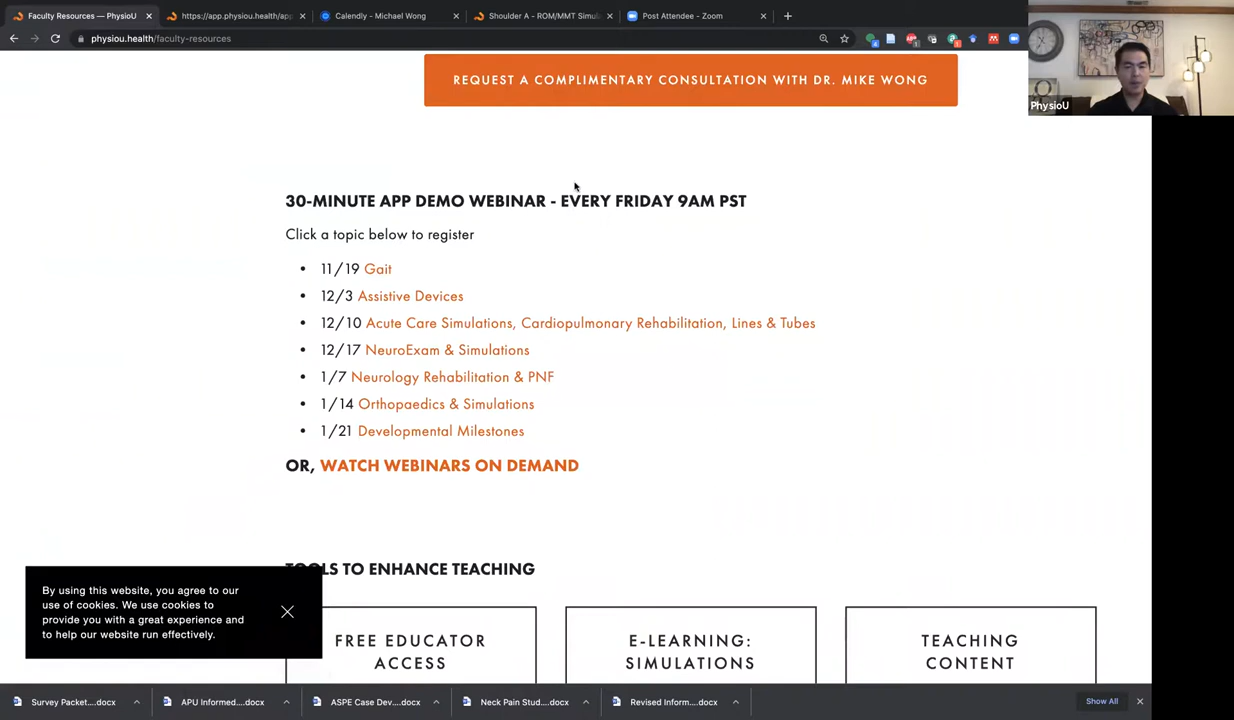 Faculty Resources — PhysioU
https://app.physiou.health/app
Calendly - Michael Wong
Shoulder A - ROM/MMT Simul
Post Attendee - Zoom
physiou.health/faculty-resources
PhysioU
REQUEST A COMPLIMENTARY CONSULTATION WITH DR. MIKE WONG
30-MINUTE APP DEMO WEBINAR - EVERY FRIDAY 9AM PST
Click a topic below to register
• 11/19 Gait
• 12/3 Assistive Devices
• 12/10 Acute Care Simulations, Cardiopulmonary Rehabilitation, Lines & Tubes
• 12/17 NeuroExam & Simulations
• 1/7 Neurology Rehabilitation & PNF
• 1/14 Orthopaedics & Simulations
• 1/21 Developmental Milestones
OR, WATCH WEBINARS ON DEMAND
TOOLS TO ENHANCE TEACHING
By using this website, you agree to our
use of cookies. We use cookies to
provide you with a great experience and
to help our website run effectively.
FREE EDUCATOR
ACCESS
E-LEARNING:
SIMULATIONS
TEACHING
CONTENT
Survey Packet....docx
APU Informed....docx
ASPE Case Dev....docx
Neck Pain Stud....docx
Revised Inform....docx
Show All